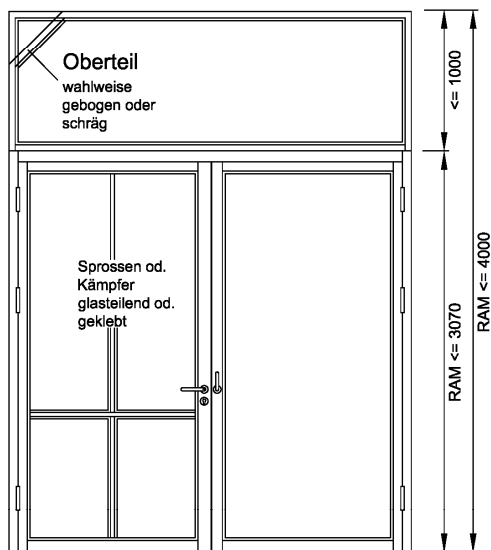 Oberteil
wahlweise
gebogen oder
schräg
<= 1000
Sprossen od.
Kämpfer
glasteilend od.
geklebt
RAM <= 3070
RAM <= 4000